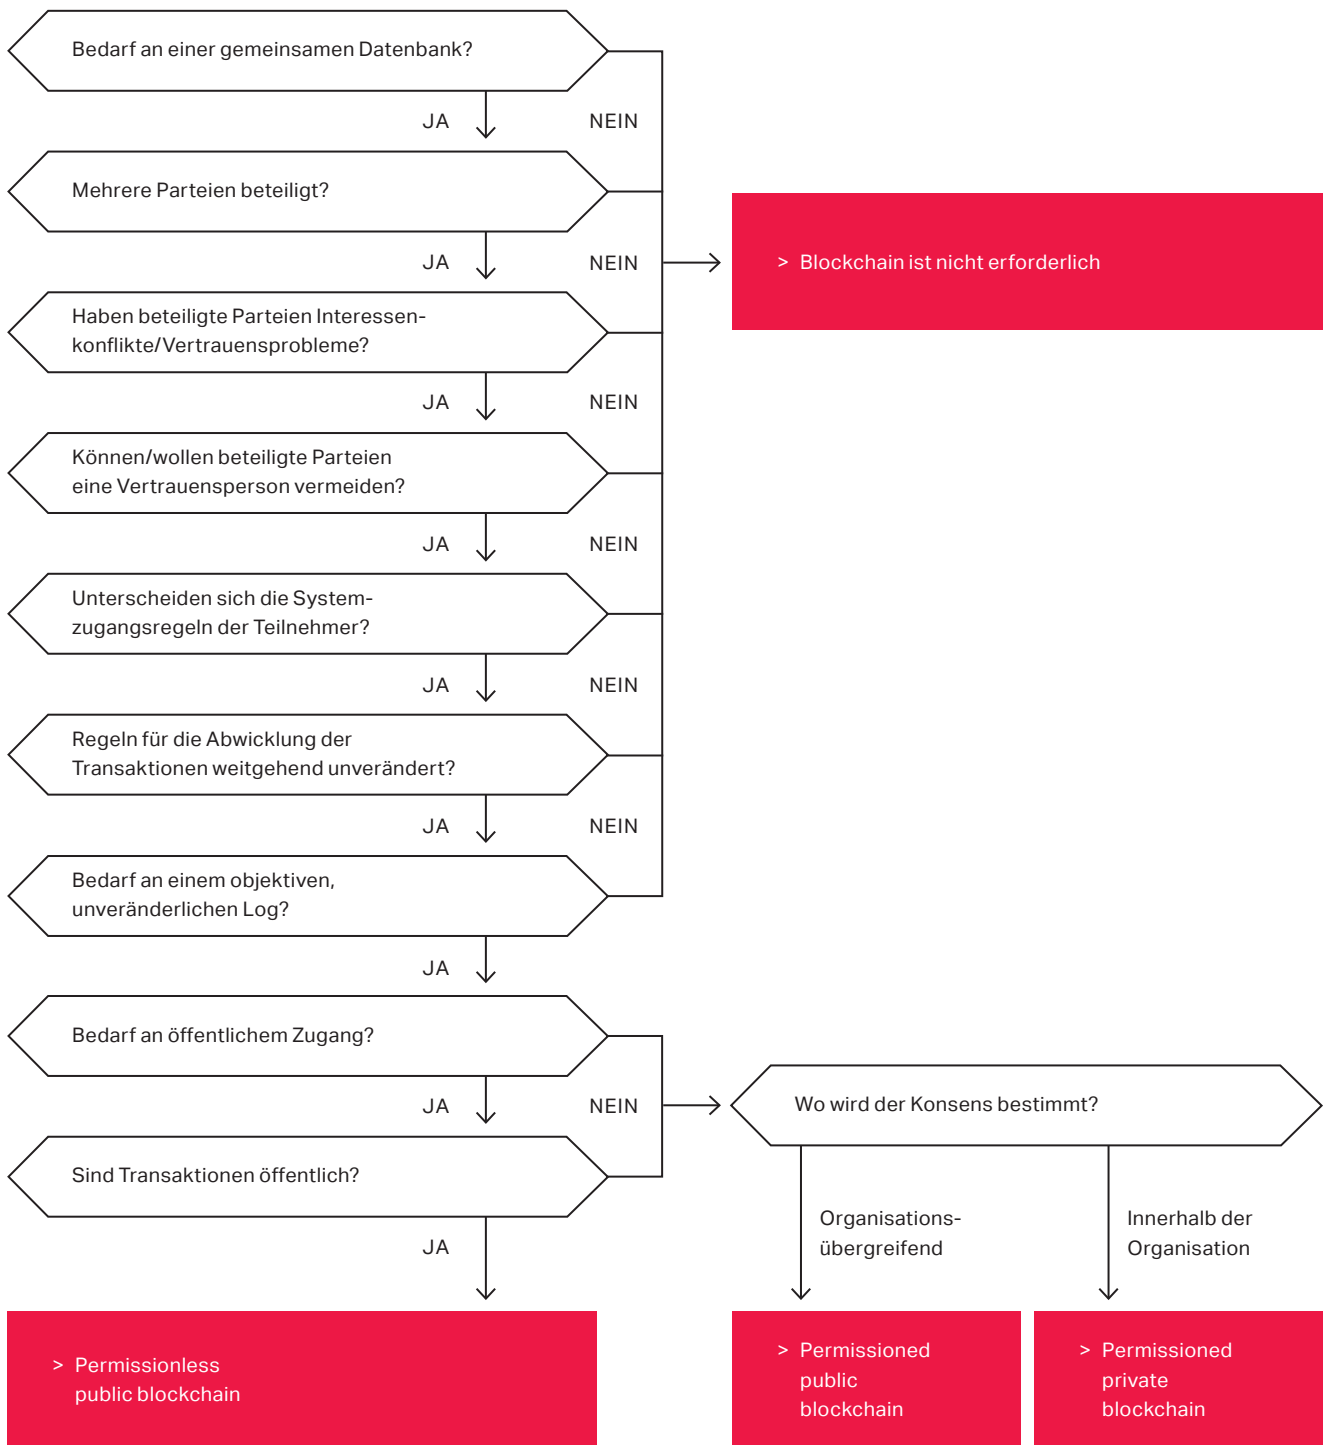 Bedarf an einer gemeinsamen Datenbank?
JA
NEIN
Mehrere Parteien beteiligt?
JA
NEIN
> Blockchain ist nicht erforderlich
Haben beteiligte Parteien Interessen-
konflikte/Vertrauensprobleme?
JA
NEIN
Können/wollen beteiligte Parteien
eine Vertrauensperson vermeiden?
JA
NEIN
Unterscheiden sich die System-
zugangsregeln der Teilnehmer?
JA
NEIN
Regeln für die Abwicklung der
Transaktionen weitgehend unverändert?
JA
NEIN
Bedarf an einem objektiven,
unveränderlichen Log?
JA
Bedarf an öffentlichem Zugang?
JA
NEIN
Wo wird der Konsens bestimmt?
Sind Transaktionen öffentlich?
JA
Organisations-
übergreifend
Innerhalb der
Organisation
> Permissionless
public blockchain
> Permissioned
public
blockchain
> Permissioned
private
blockchain